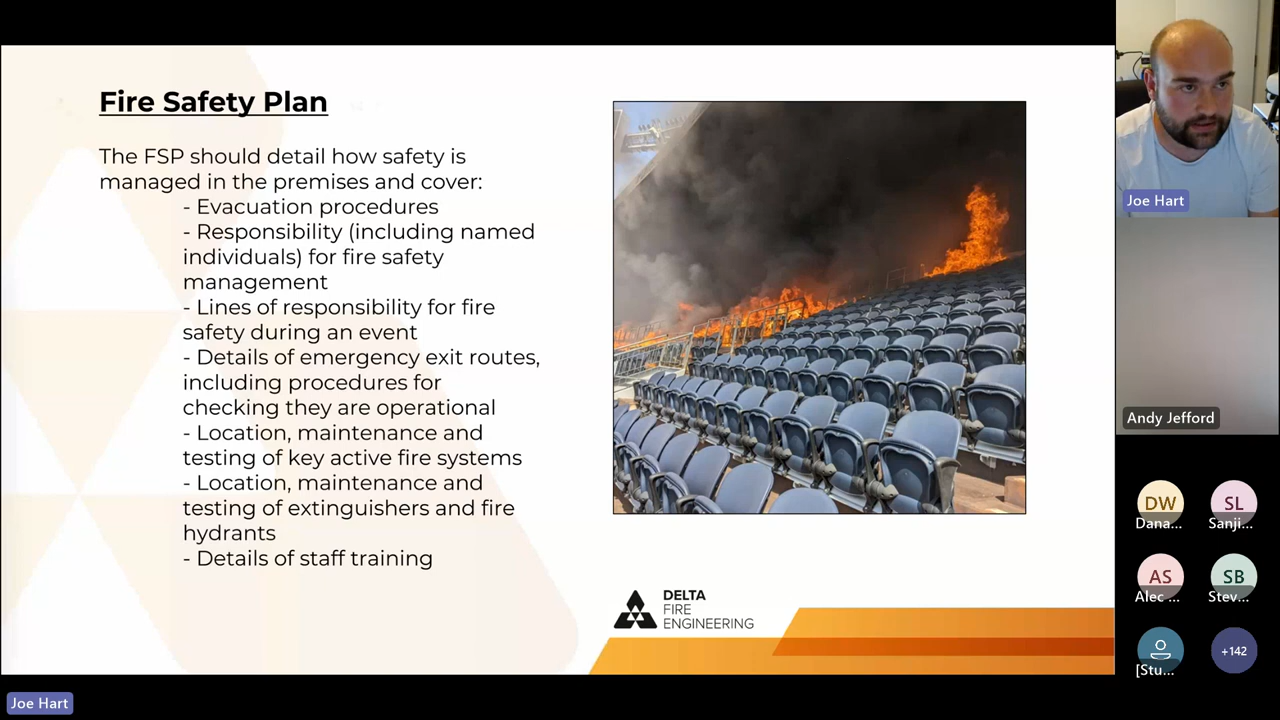 Fire Safety Plan
The FSP should detail how safety is
managed in the premises and cover:
- Evacuation procedures
- Responsibility (including named
individuals) for fire safety
management
- Lines of responsibility for fire
safety during an event
- Details of emergency exit routes,
including procedures for
checking they are operational
- Location, maintenance and
testing of key active fire systems
- Location, maintenance and
testing of extinguishers and fire
hydrants
- Details of staff training
DELTA
FIRE
ENGINEERING
Joe Hart
Joe Hart
Andy Jefford
DW
Dana...
SL
Sanji...
AS
Alec ...
SB
Stev...
[Stu...
+142